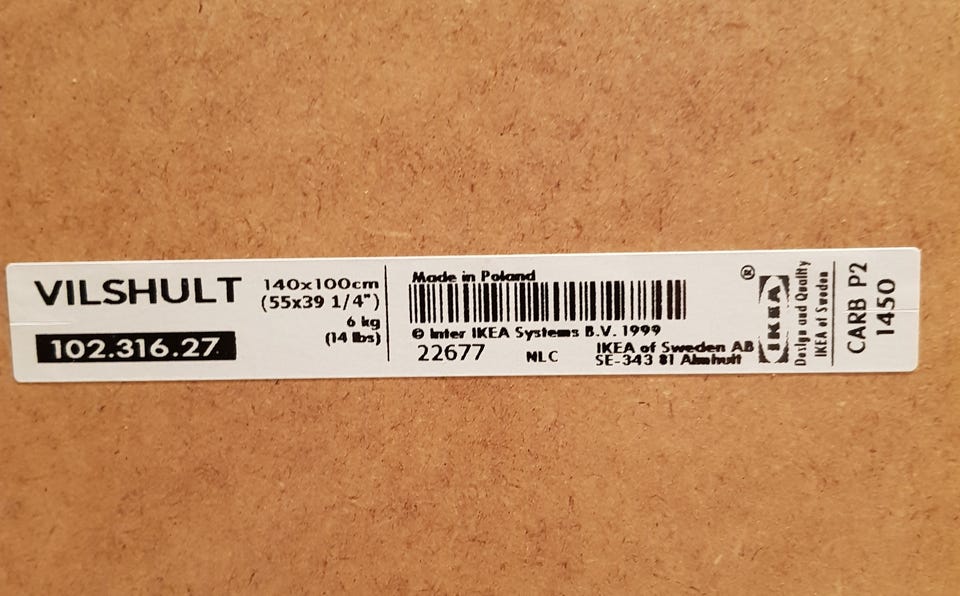 VILSHULT
102.316.27
140x100cm
(55x39 1/4")
6 kg
(14 lbs)
Made in Poland
© Inter IKEA Systems B.V. 1999
22677 NLC
IKEA of Sweden AB
SE-343 81 Älmhult
®
IKEA
Design and Quality
IKEA of Sweden
CARB P2
1450